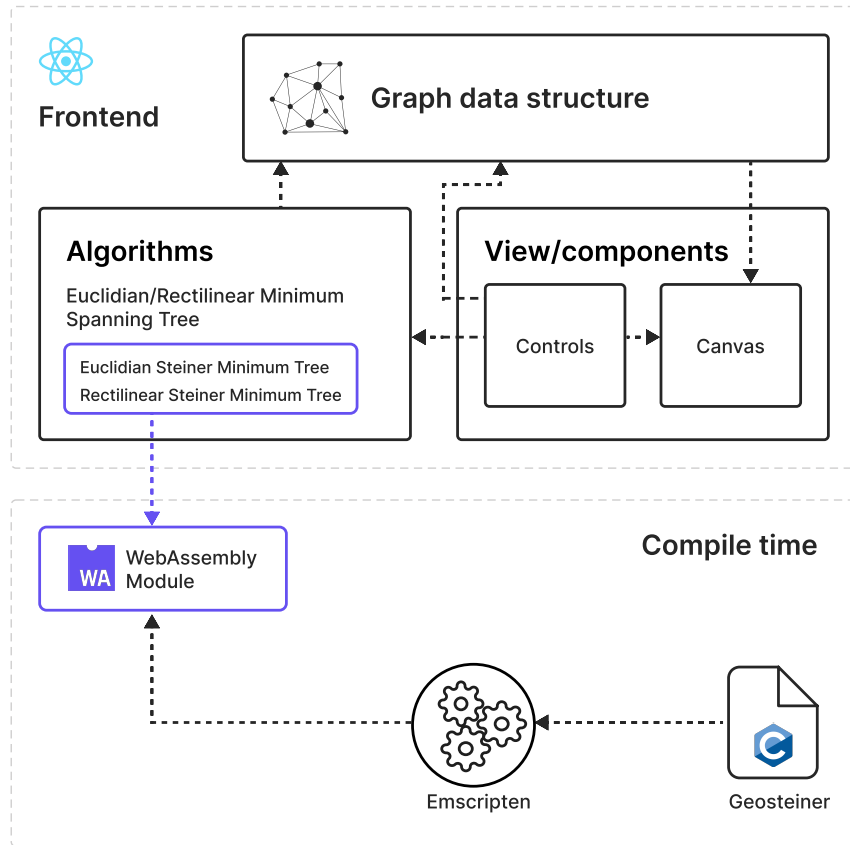 Frontend
Graph data structure
Algorithms
Euclidian/Rectilinear Minimum
Spanning Tree
Euclidian Steiner Minimum Tree
Rectilinear Steiner Minimum Tree
View/components
Controls
Canvas
Compile time
WA
WebAssembly
Module
Emscripten
C
Geosteiner